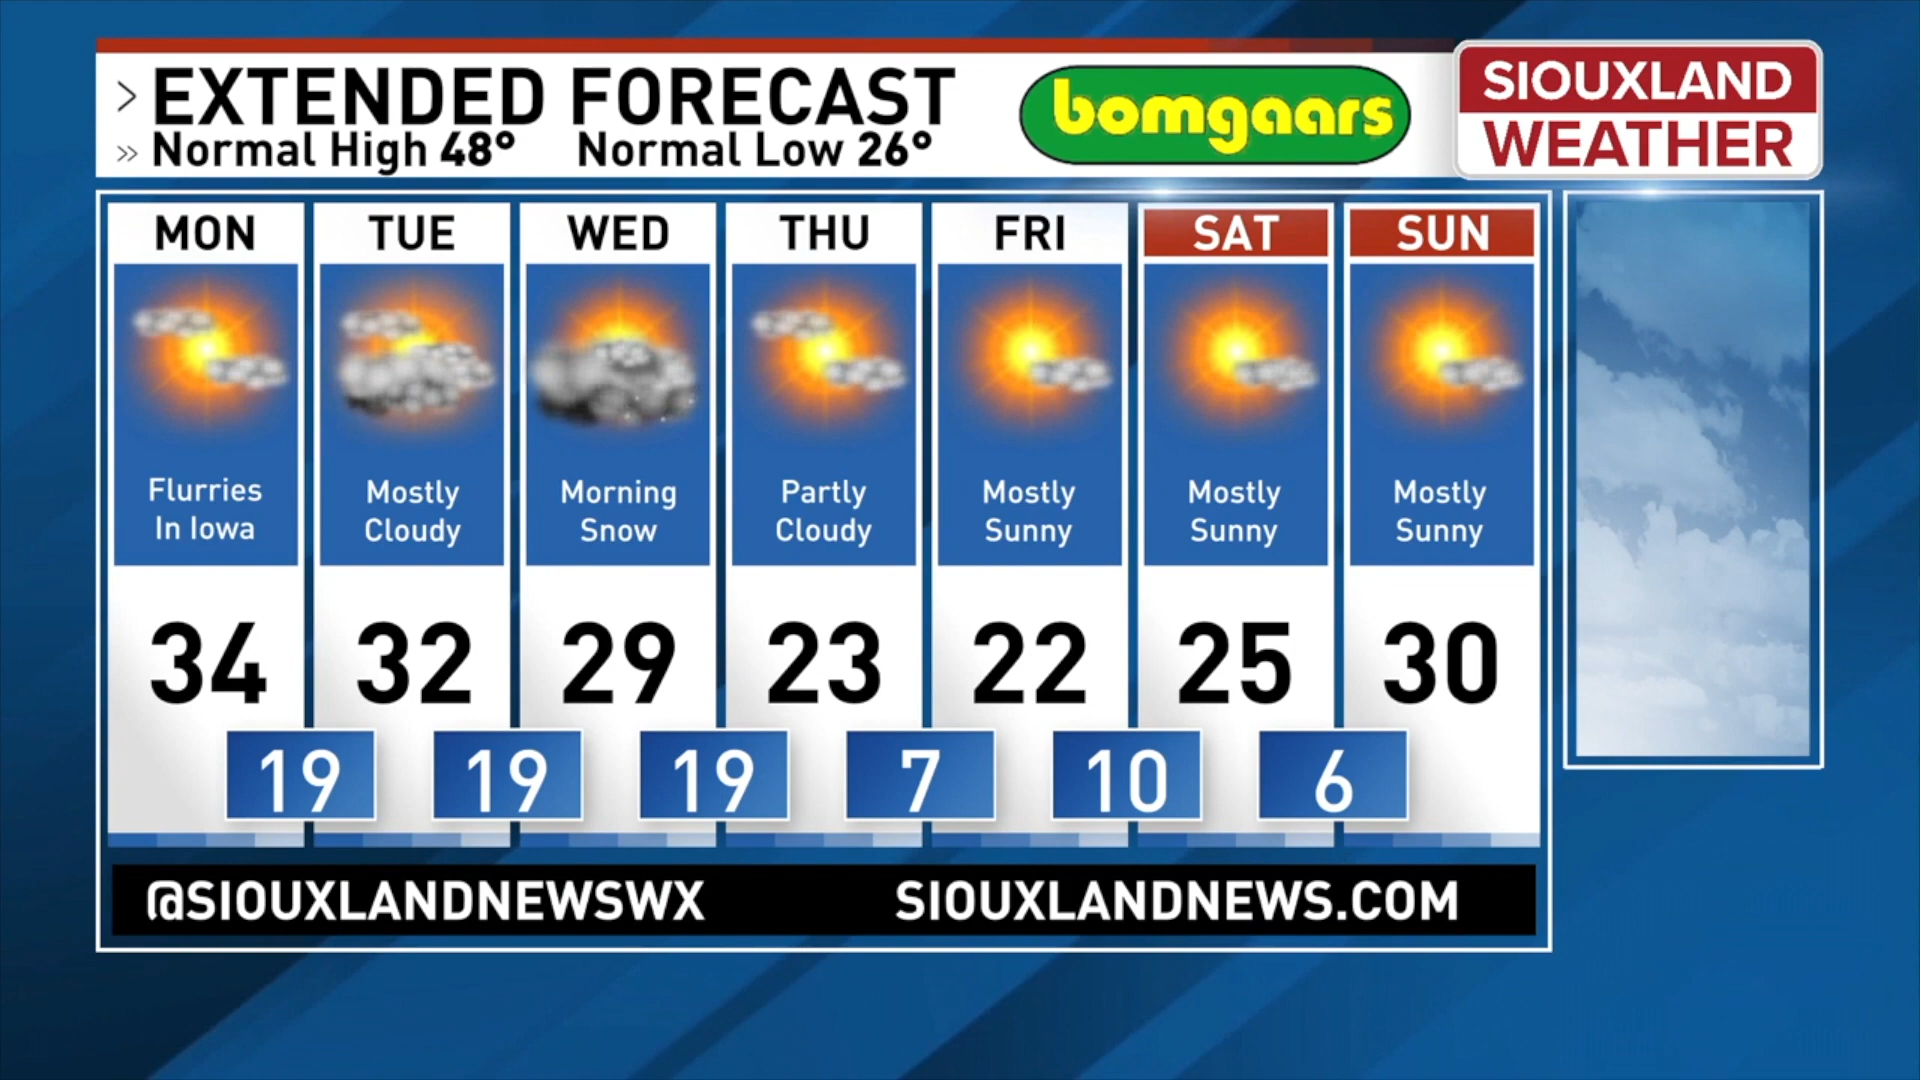 > EXTENDED FORECAST
>> Normal High 48° Normal Low 26°
bomgaars
SIOUXLAND
WEATHER
MON TUE WED THU FRI SAT SUN
Flurries In Iowa
Mostly Cloudy
Morning Snow
Partly Cloudy
Mostly Sunny
Mostly Sunny
Mostly Sunny
34 32 29 23 22 25 30
19 19 19 7 10 6
@SIOUXLANDNEWSWX SIOUXLANDNEWS.COM